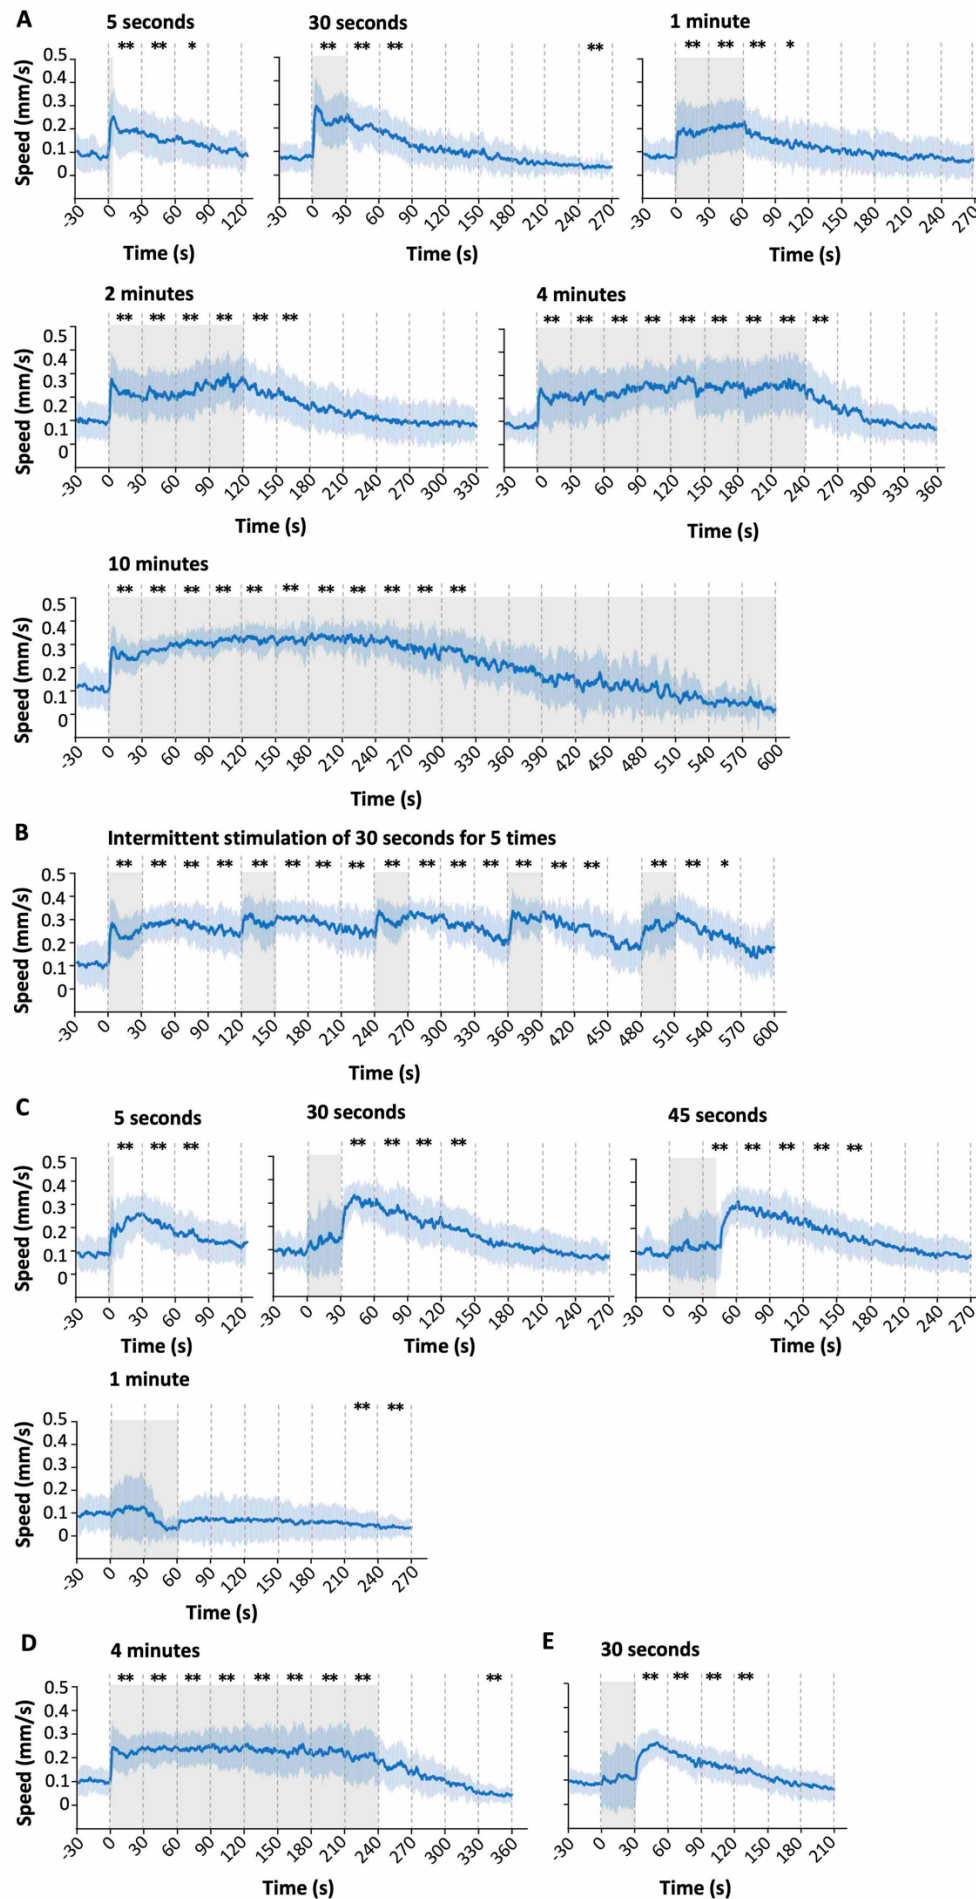 A
5 seconds
30 seconds
1 minute
** ** *
** ** ** **
** ** ** *
Speed (mm/s)
0.5
0.4
0.3
0.2
0.1
0
-30 0 30 60 90 120
-30 0 30 60 90 120 150 180 210 240 270
-30 0 30 60 90 120 150 180 210 240 270
Time (s)
Time (s)
Time (s)
2 minutes
4 minutes
** ** ** ** ** **
** ** ** ** ** ** ** ** **
Speed (mm/s)
0.5
0.4
0.3
0.2
0.1
0
-30 0 30 60 90 120 150 180 210 240 270 300 330
-30 0 30 60 90 120 150 180 210 240 270 300 330 360
Time (s)
Time (s)
10 minutes
** ** ** ** ** ** ** ** ** ** **
Speed (mm/s)
0.5
0.4
0.3
0.2
0.1
0
-30 0 30 60 90 120 150 180 210 240 270 300 330 360 390 420 450 480 510 540 570 600
Time (s)
B
Intermittent stimulation of 30 seconds for 5 times
** ** ** ** ** ** ** ** ** ** ** ** ** ** ** ** ** *
Speed (mm/s)
0.5
0.4
0.3
0.2
0.1
0
-30 0 30 60 90 120 150 180 210 240 270 300 330 360 390 420 450 480 510 540 570 600
Time (s)
C
5 seconds
30 seconds
45 seconds
** ** **
** ** ** **
** ** ** ** **
Speed (mm/s)
0.5
0.4
0.3
0.2
0.1
0
-30 0 30 60 90 120
-30 0 30 60 90 120 150 180 210 240 270
-30 0 30 60 90 120 150 180 210 240 270
Time (s)
Time (s)
Time (s)
1 minute
** **
Speed (mm/s)
0.5
0.4
0.3
0.2
0.1
0
-30 0 30 60 90 120 150 180 210 240 270
Time (s)
D
4 minutes
** ** ** ** ** ** ** ** **
Speed (mm/s)
0.5
0.4
0.3
0.2
0.1
0
-30 0 30 60 90 120 150 180 210 240 270 300 330 360
Time (s)
E
30 seconds
** ** ** **
-30 0 30 60 90 120 150 180 210
Time (s)